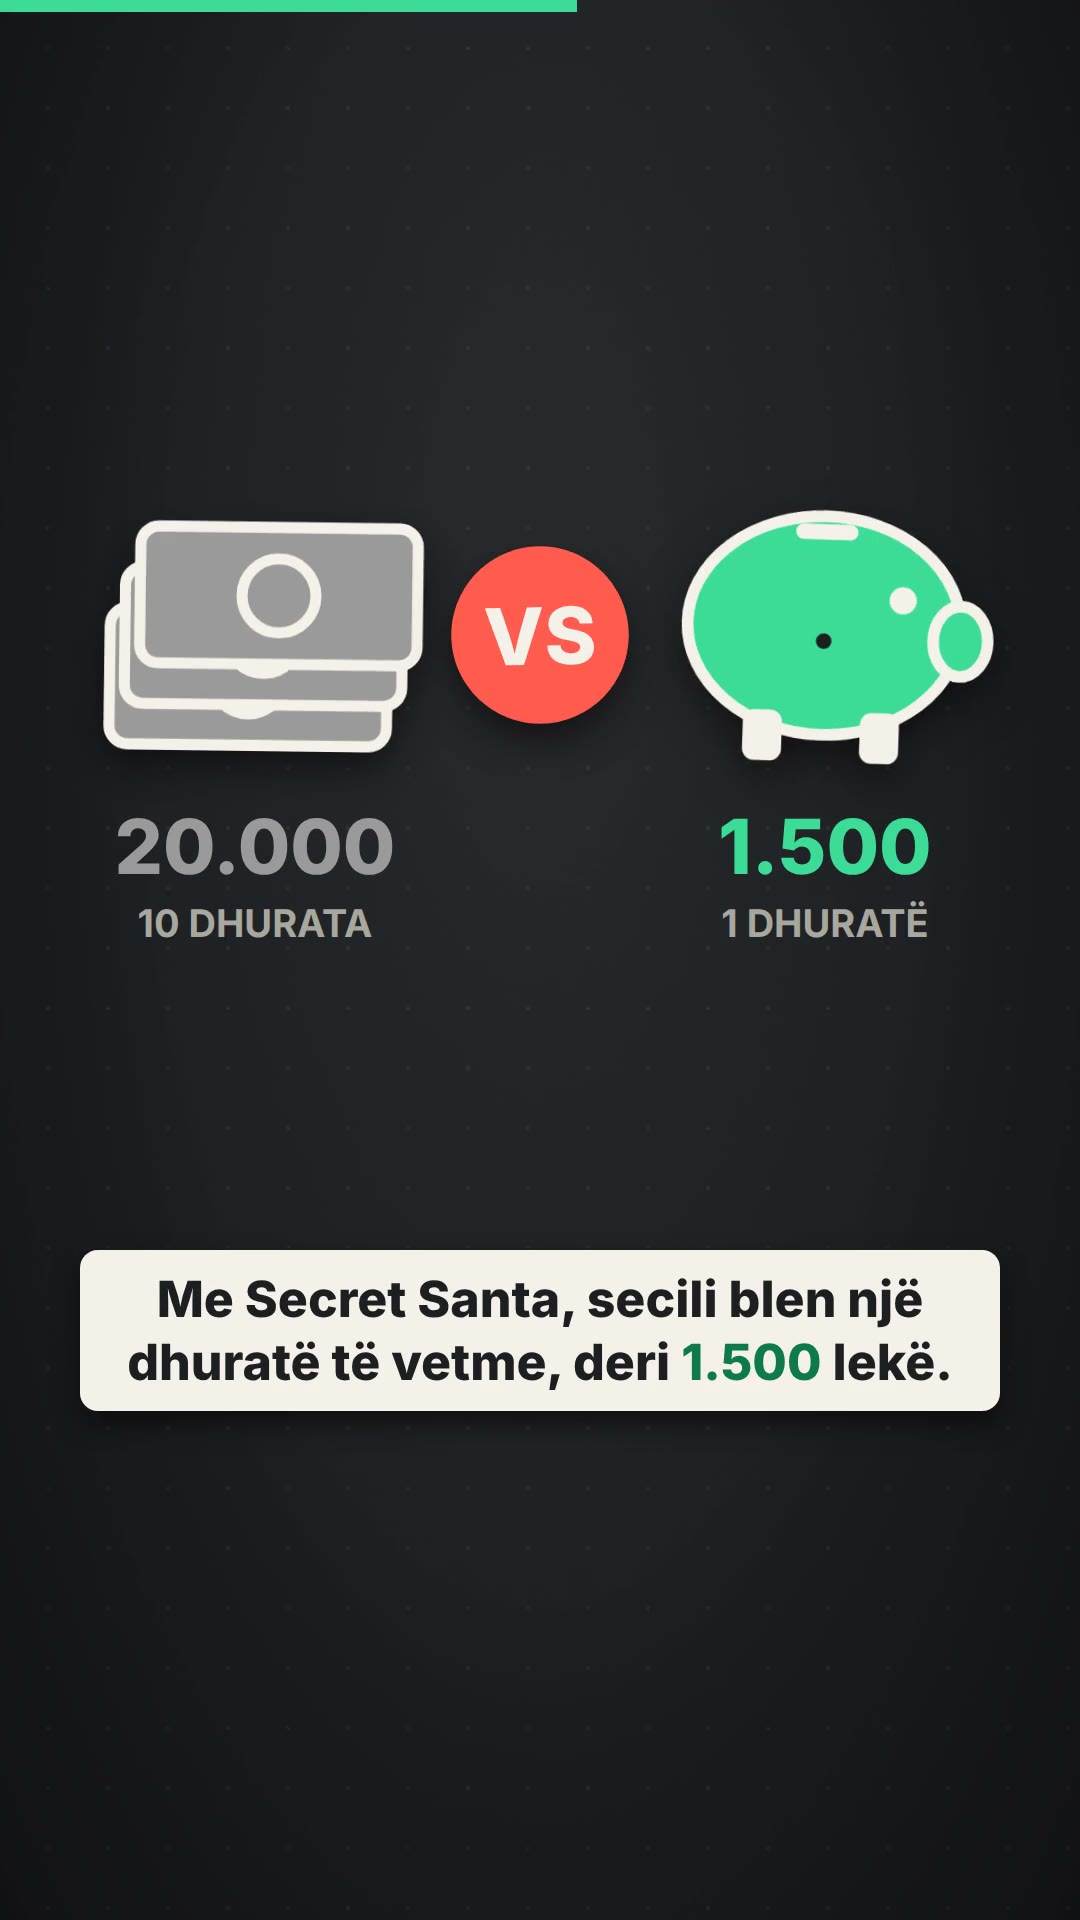 VS
20.000
10 DHURATA
1.500
1 DHURATË
Me Secret Santa, secili blen një
dhuratë të vetme, deri 1.500 lekë.